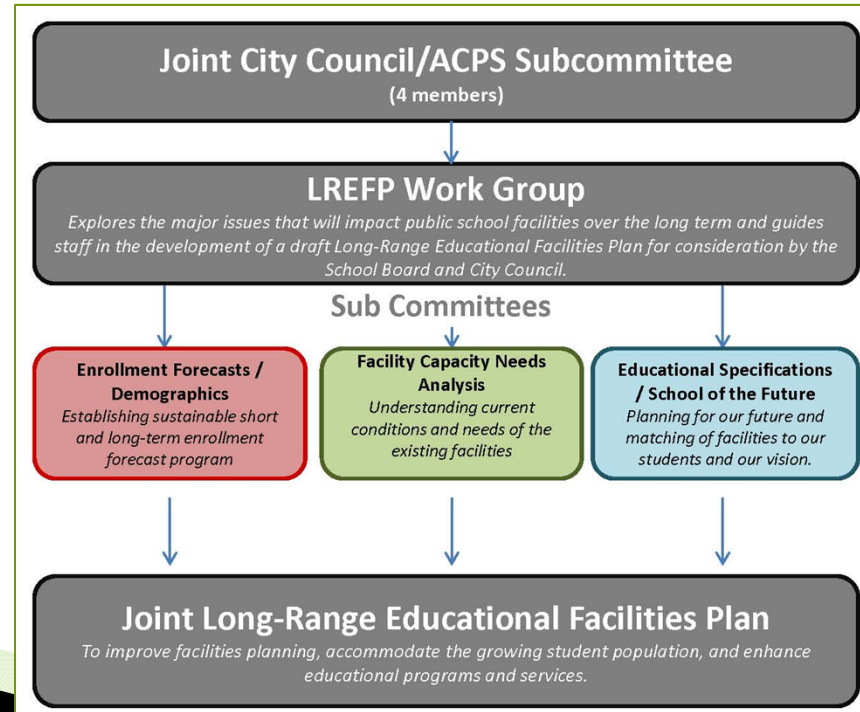 Joint City Council/ACPS Subcommittee
(4 members)
LREFP Work Group
Explores the major issues that will impact public school facilities over the long term and guides
staff in the development of a draft Long-Range Educational Facilities Plan for consideration by the
School Board and City Council.
Sub Committees
Enrollment Forecasts /
Demographics
Establishing sustainable short
and long-term enrollment
forecast program
Facility Capacity Needs
Analysis
Understanding current
conditions and needs of the
existing facilities
Educational Specifications
/ School of the Future
Planning for our future and
matching of facilities to our
students and our vision.
Joint Long-Range Educational Facilities Plan
To improve facilities planning, accommodate the growing student population, and enhance
educational programs and services.